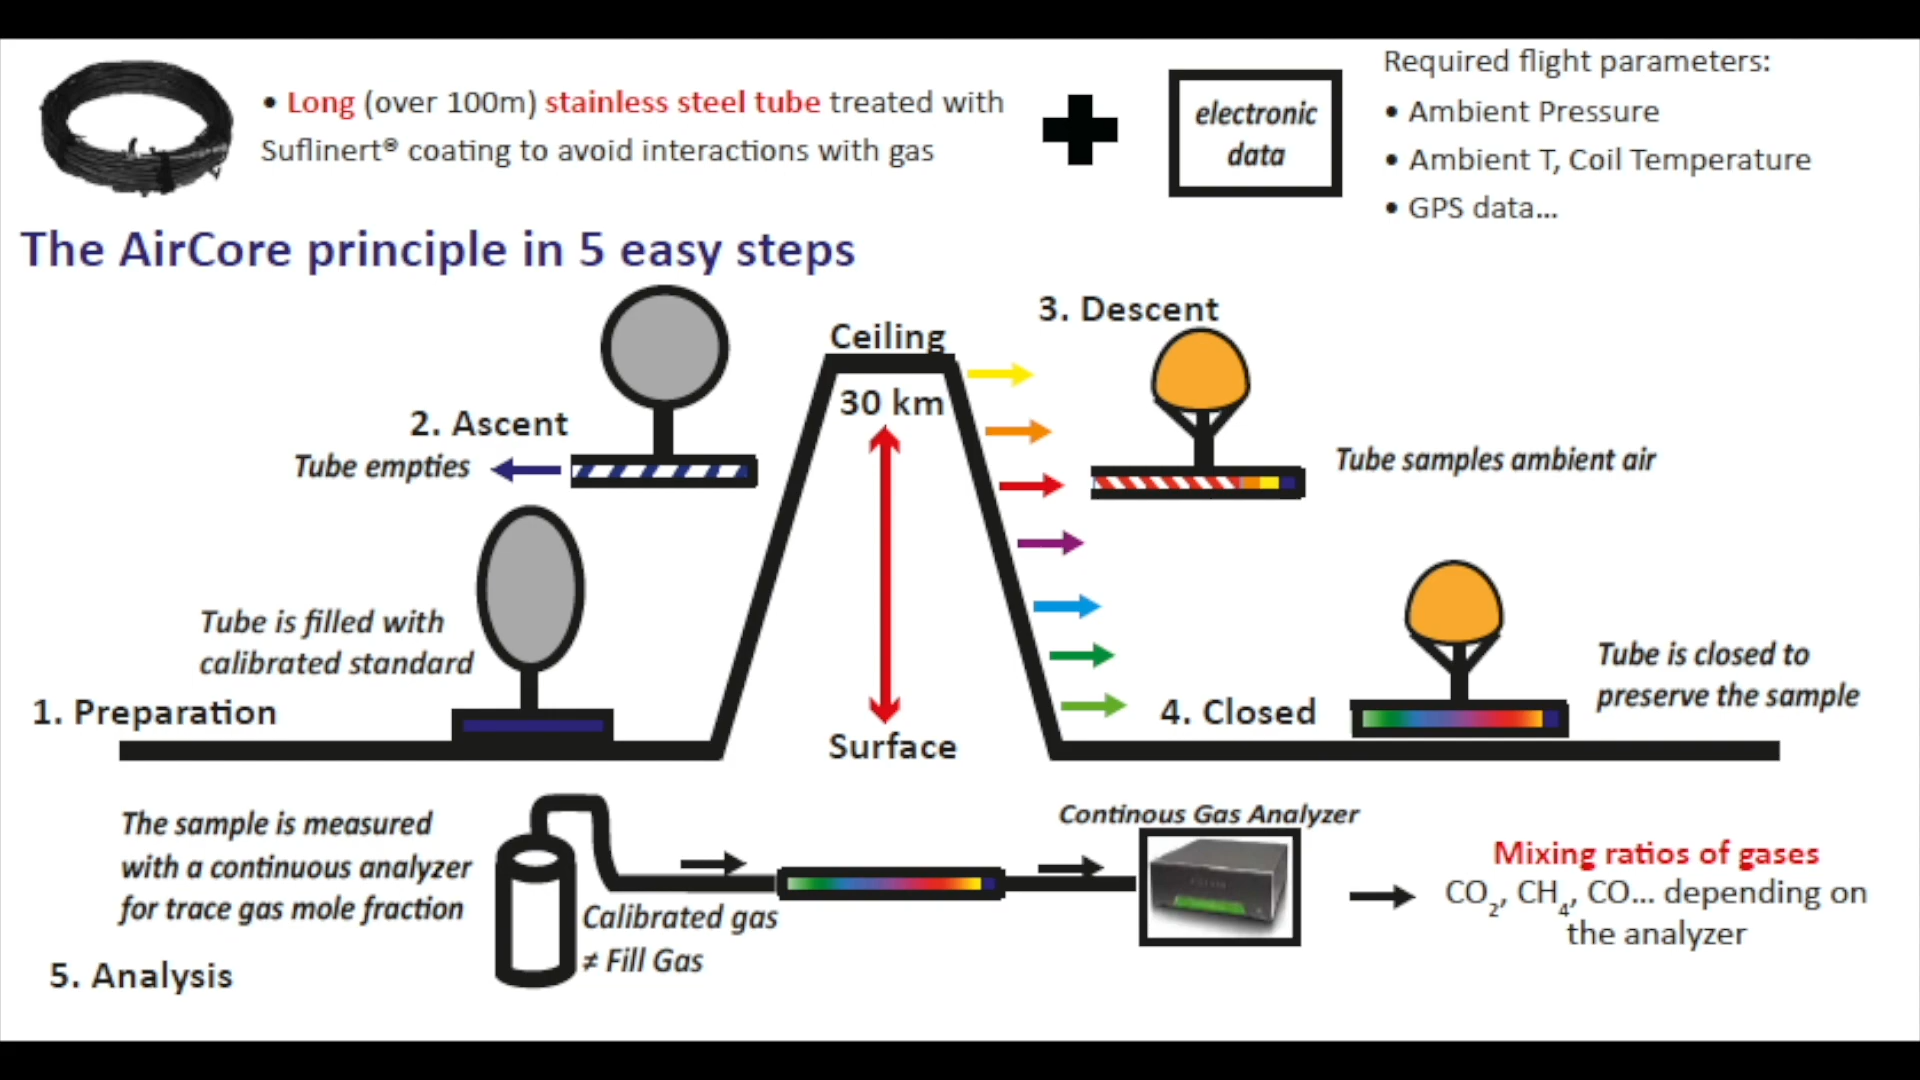 • Long (over 100m) stainless steel tube treated with
Suflinert® coating to avoid interactions with gas
electronic
data
Required flight parameters:
• Ambient Pressure
• Ambient T, Coil Temperature
• GPS data...
The AirCore principle in 5 easy steps
Ceiling
30 km
Surface
3. Descent
Tube samples ambient air
2. Ascent
Tube empties
Tube is filled with
calibrated standard
1. Preparation
4. Closed
Tube is closed to
preserve the sample
The sample is measured
with a continuous analyzer
for trace gas mole fraction
5. Analysis
Calibrated gas
≠ Fill Gas
Continous Gas Analyzer
Mixing ratios of gases
CO₂, CH₄, CO... depending on
the analyzer